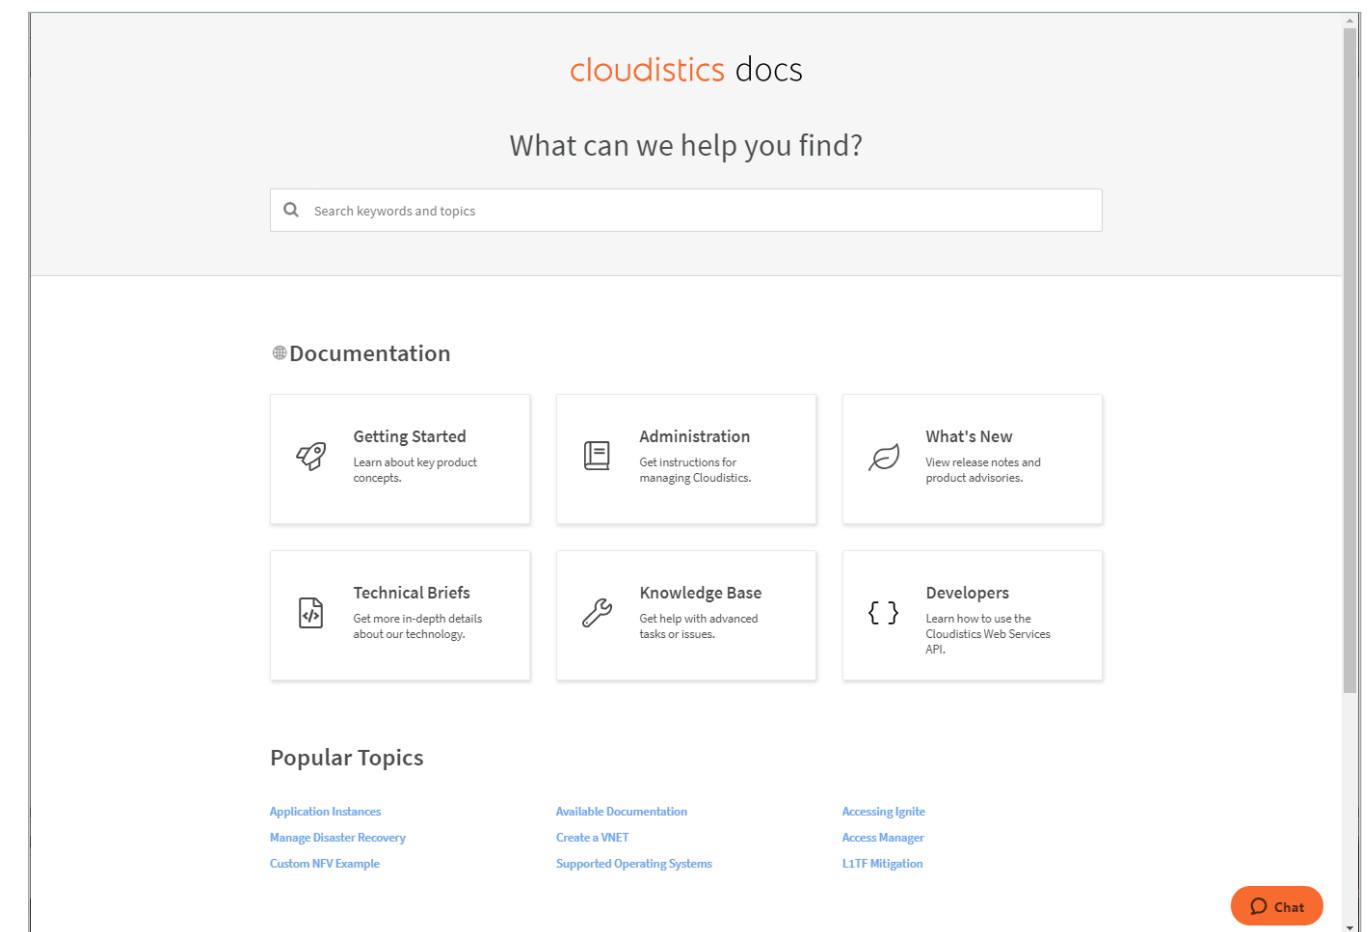 cloudistics docs
What can we help you find?
Search keywords and topics
Documentation
Getting Started
Learn about key product
concepts.
Administration
Get instructions for
managing Cloudistics.
What's New
View release notes and
product advisories.
Technical Briefs
Get more in-depth details
about our technology.
Knowledge Base
Get help with advanced
tasks or issues.
Developers
Learn how to use the
Cloudistics Web Services
API.
Popular Topics
Application Instances
Available Documentation
Accessing Ignite
Manage Disaster Recovery
Create a VNET
Access Manager
Custom NFV Example
Supported Operating Systems
L1TF Mitigation
Chat